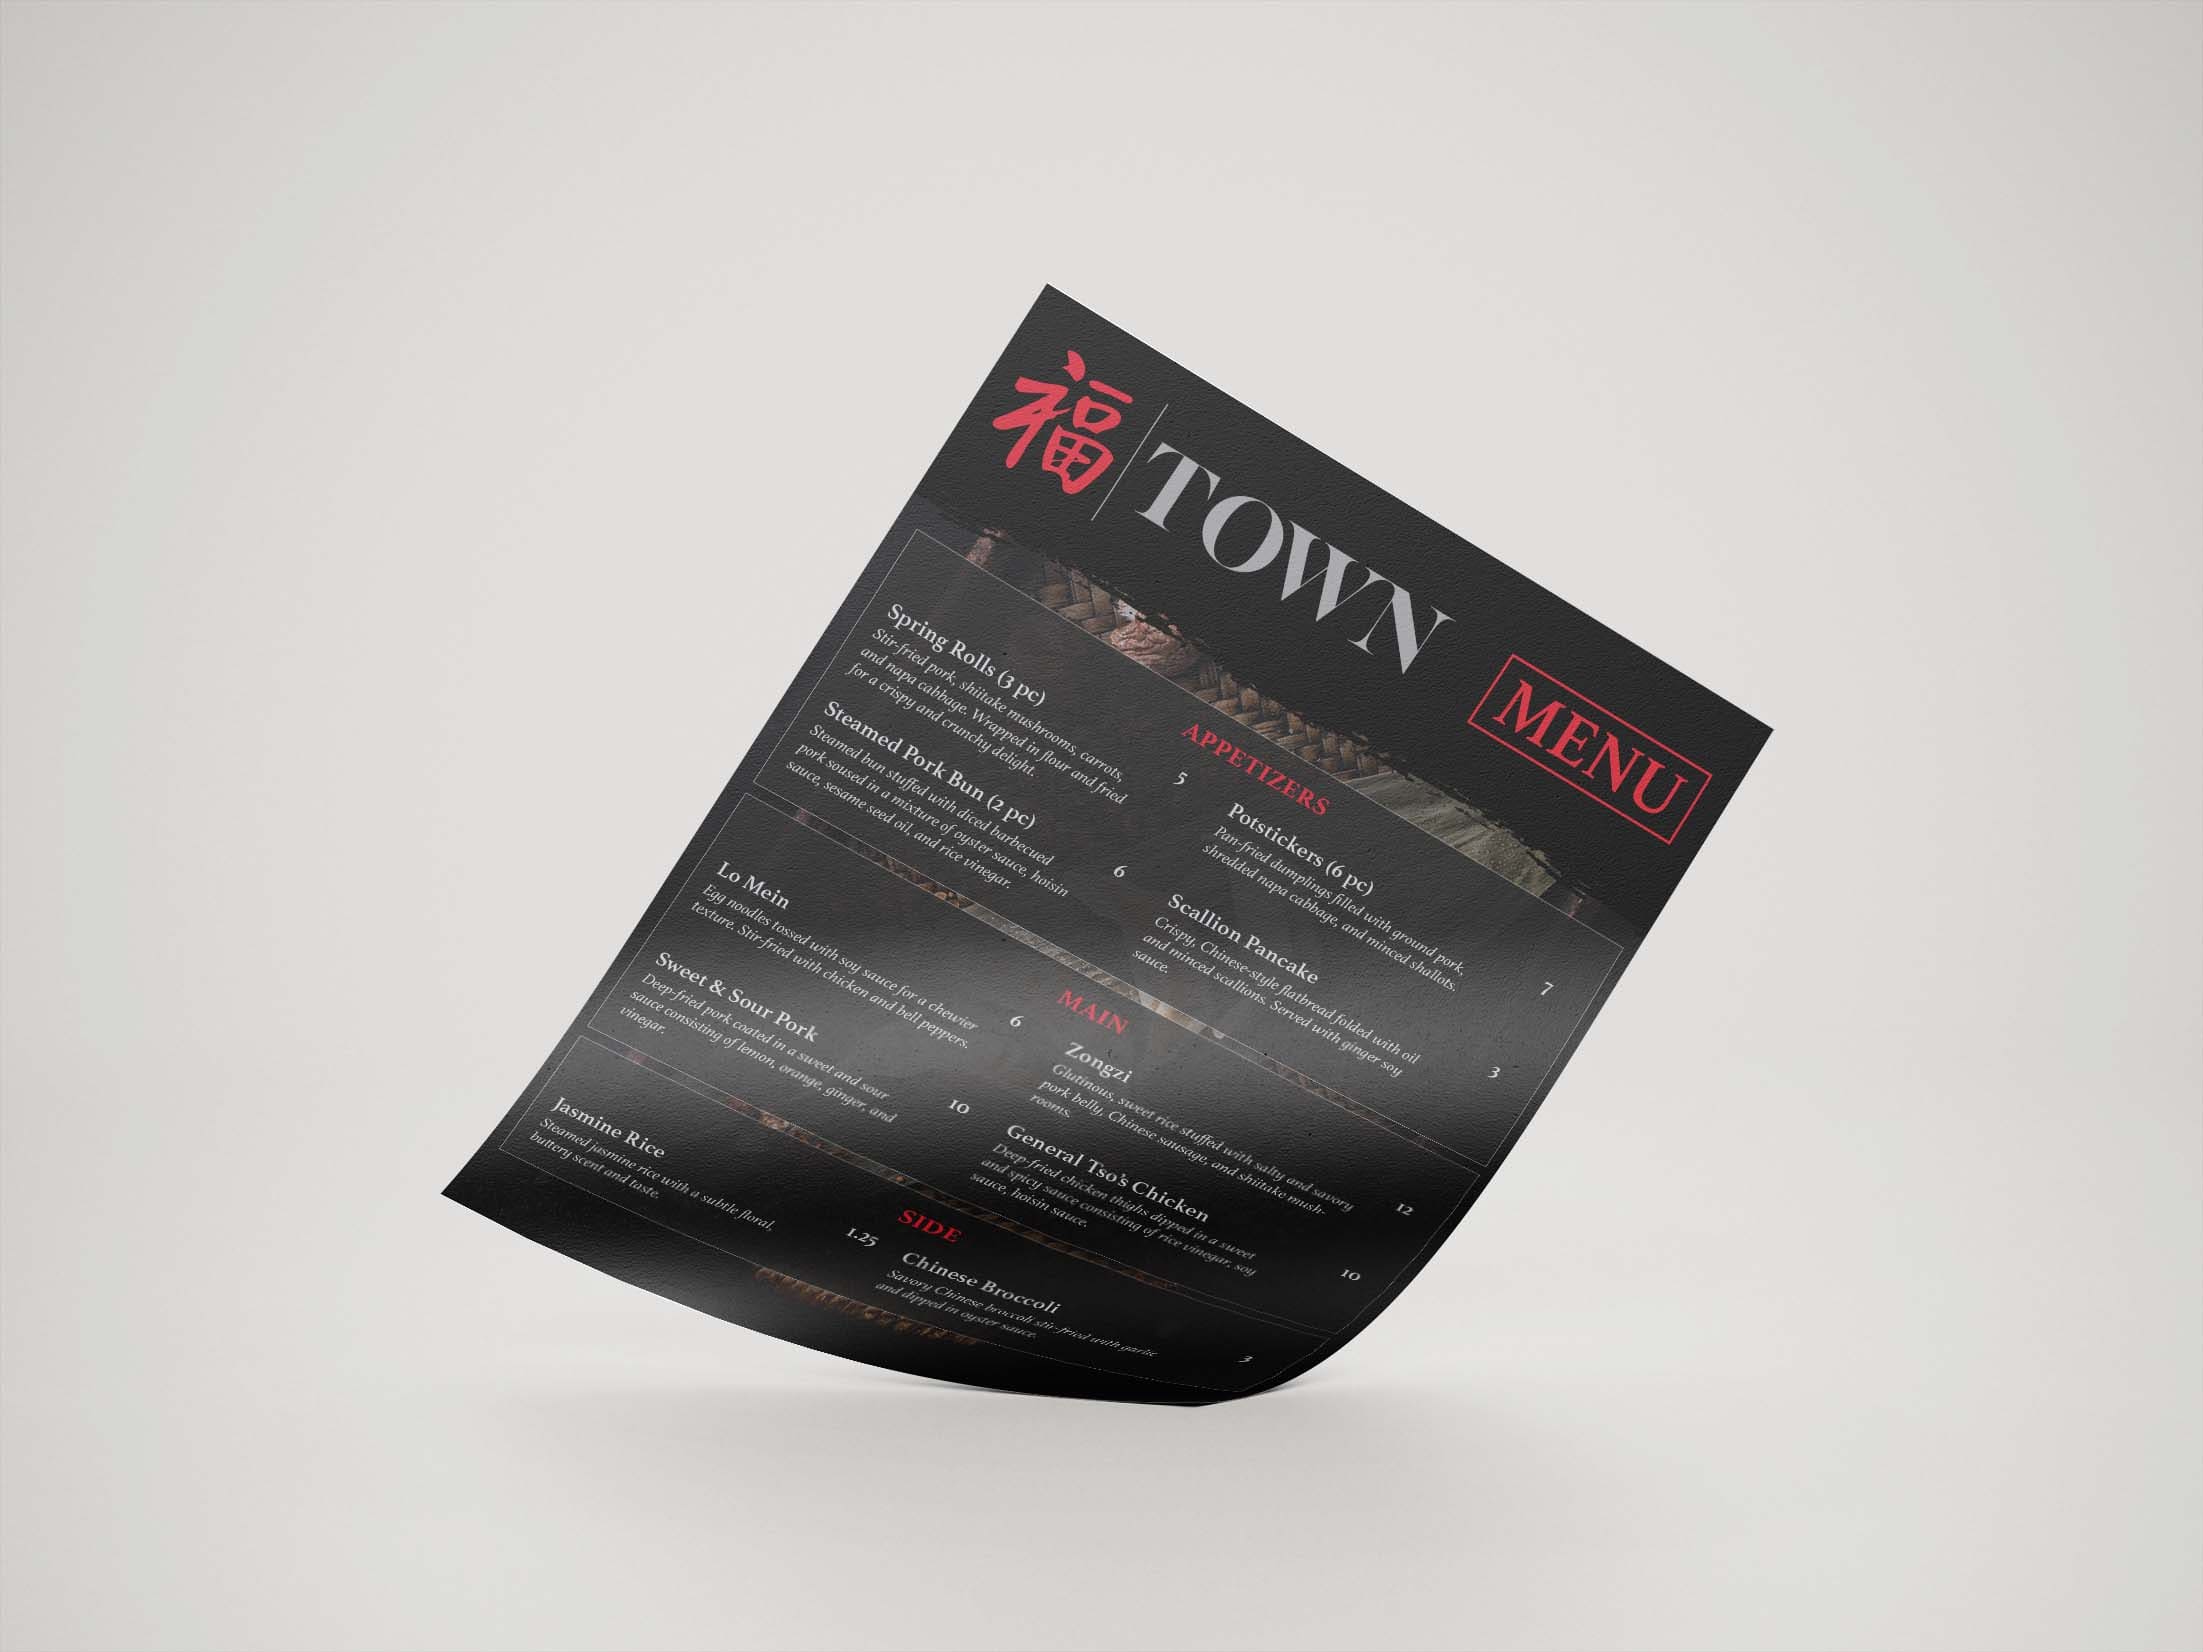 福
TOWN
MENU
APPETIZERS
Spring Rolls (3 pc)
Stir-fried pork, shiitake mushrooms, carrots,
and napa cabbage. Wrapped in flour and fried
for a crispy and crunchy delight.
5
Steamed Pork Bun (2 pc)
Steamed bun stuffed with diced barbecued
pork soused in a mixture of oyster sauce, hoisin
sauce, sesame seed oil, and rice vinegar.
6
Potstickers (6 pc)
Pan-fried dumplings filled with ground pork,
shredded napa cabbage, and minced shallots.
7
Scallion Pancake
Crispy, Chinese-style flatbread folded with oil
and minced scallions. Served with ginger soy
sauce.
3
MAIN
Lo Mein
Egg noodles tossed with soy sauce for a chewier
texture. Stir-fried with chicken and bell peppers.
6
Sweet & Sour Pork
Deep-fried pork coated in a sweet and sour
sauce consisting of lemon, orange, ginger, and
vinegar.
10
Zongzi
Glutinous, sweet rice stuffed with salty and savory
pork belly, Chinese sausage, and shiitake mush-
rooms.
12
General Tso's Chicken
Deep-fried chicken thighs dipped in a sweet
and spicy sauce consisting of rice vinegar, soy
sauce, hoisin sauce.
10
SIDE
Jasmine Rice
Steamed jasmine rice with a subtle floral,
buttery scent and taste.
1.25
Chinese Broccoli
Savory Chinese broccoli stir-fried with garlic
and dipped in oyster sauce.
3